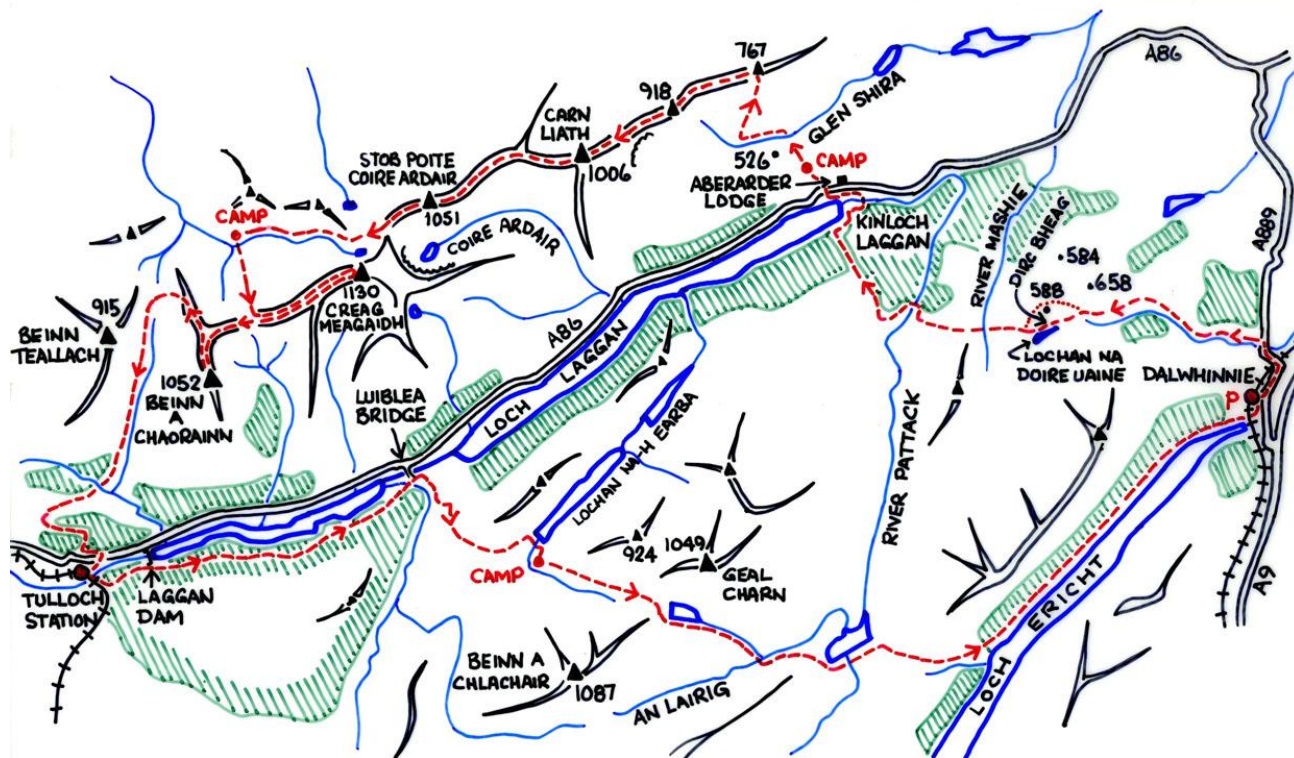 767
A86
918
GLEN SHIRA
CARN
LIATH
1006
526
CAMP
ABERARDER
LODGE
STOB POITE
COIRE ARDAIR
1051
COIRE ARDAIR
CAMP
KINLOCH
LAGGAN
RIVER MASHIE
DIRC BHEAG
584
658
588
A889
LOCHAN NA
DOIRE UAINE
DALWHINNIE
P
915
BEINN
TEALLACH
1130
CREAG
MEAGAIDH
A86
LOCH LAGGAN
1052
BEINN
A
CHAORAINN
LUIBLEA
BRIDGE
LOCHAN NA-H EARBA
RIVER PATTACK
924
1049
GEAL
CHARN
CAMP
TULLOCH
STATION
LAGGAN
DAM
BEINN A
CHLACHAIR
1087
AN LAIRIG
LOCH ERICHT
A9